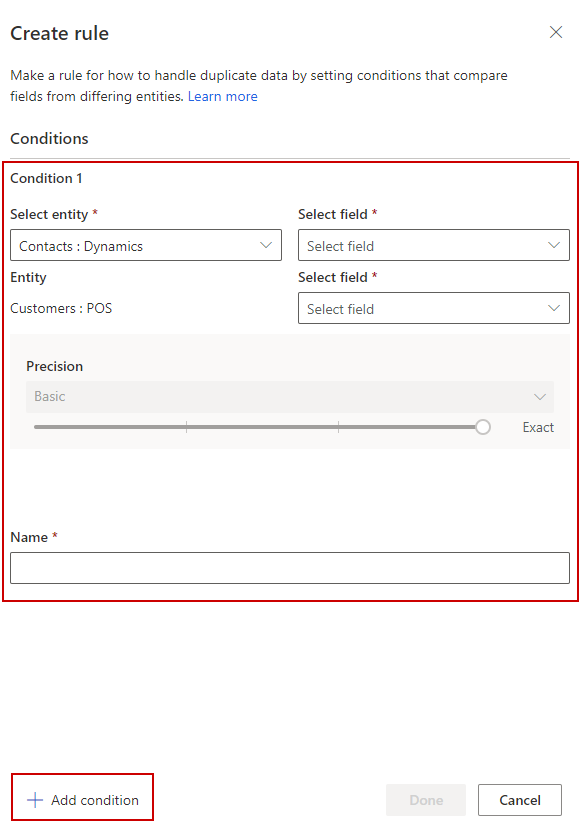 Create rule
Make a rule for how to handle duplicate data by setting conditions that compare
fields from differing entities. Learn more
Conditions
Condition 1
Select entity * Select field *
Contacts : Dynamics Select field
Entity Select field *
Customers : POS Select field
Precision
Basic
Exact
Name *
Add condition Done Cancel